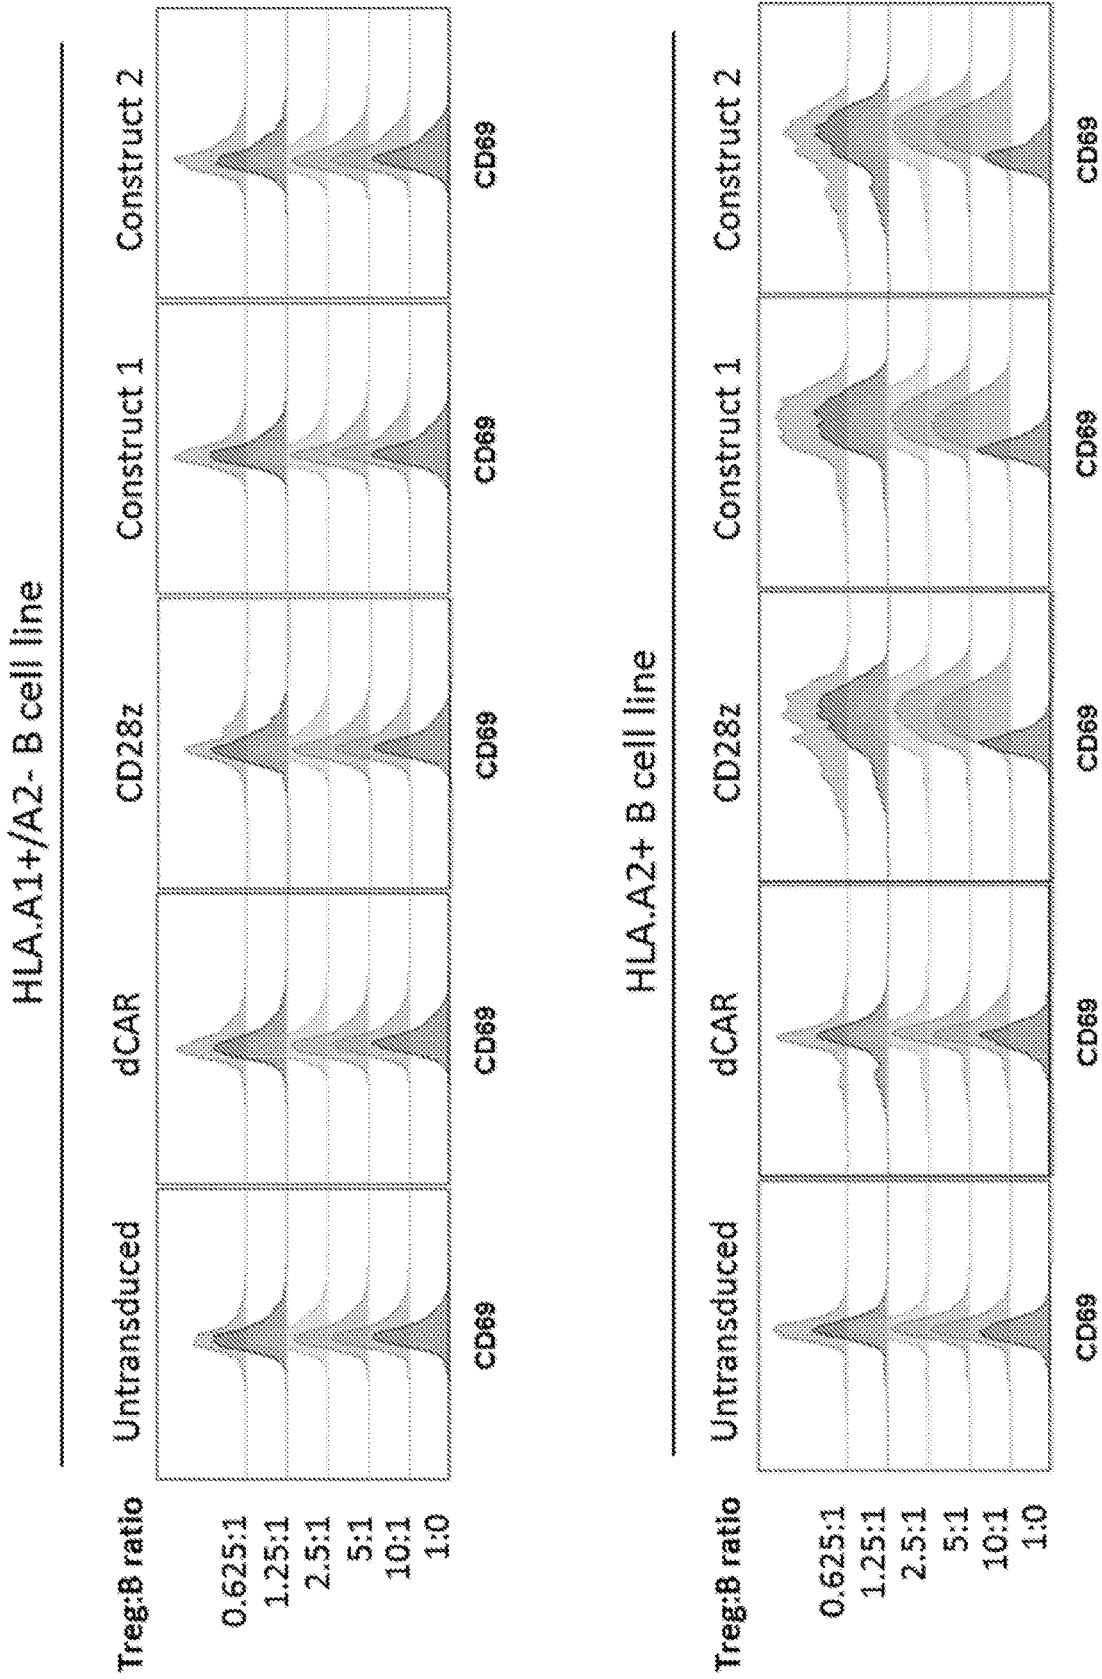 HLA.A1+/A2- B cell line
Treg:B ratio Untransduced dCAR CD28z Construct 1 Construct 2
0.625:1
1.25:1
2.5:1
5:1
10:1
1:0
CD69 CD69 CD69 CD69 CD69
HLA.A2+ B cell line
Treg:B ratio Untransduced dCAR CD28z Construct 1 Construct 2
0.625:1
1.25:1
2.5:1
5:1
10:1
1:0
CD69 CD69 CD69 CD69 CD69